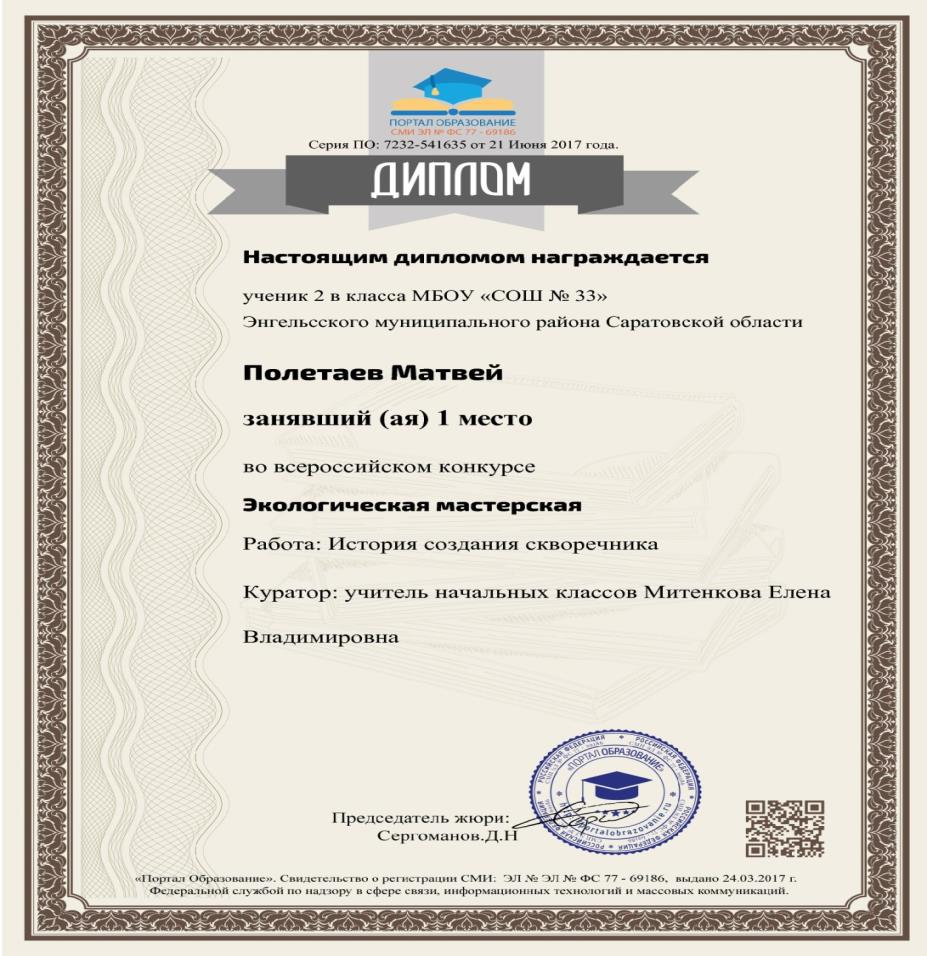 ПОРТАЛ ОБРАЗОВАНИЕ
СМИ ЭЛ № ФС 77 - 69186
Серия ПО: 7232-541635 от 21 Июня 2017 года.
ДИПЛОМ
Настоящим дипломом награждается
ученик 2 в класса МБОУ «СОШ № 33»
Энгельсского муниципального района Саратовской области
Полетаев Матвей
занявший (ая) 1 место
во всероссийском конкурсе
Экологическая мастерская
Работа: История создания скворечника
Куратор: учитель начальных классов Митенкова Елена
Владимировна
РОССИЙСКАЯ ФЕДЕРАЦИЯ
«ПОРТАЛ ОБРАЗОВАНИЕ»
Председатель жюри:
Сергоманов.Д.Н
«Портал Образование». Свидетельство о регистрации СМИ: ЭЛ № ЭЛ № ФС 77 - 69186, выдано 24.03.2017 г.
Федеральной службой по надзору в сфере связи, информационных технологий и массовых коммуникаций.